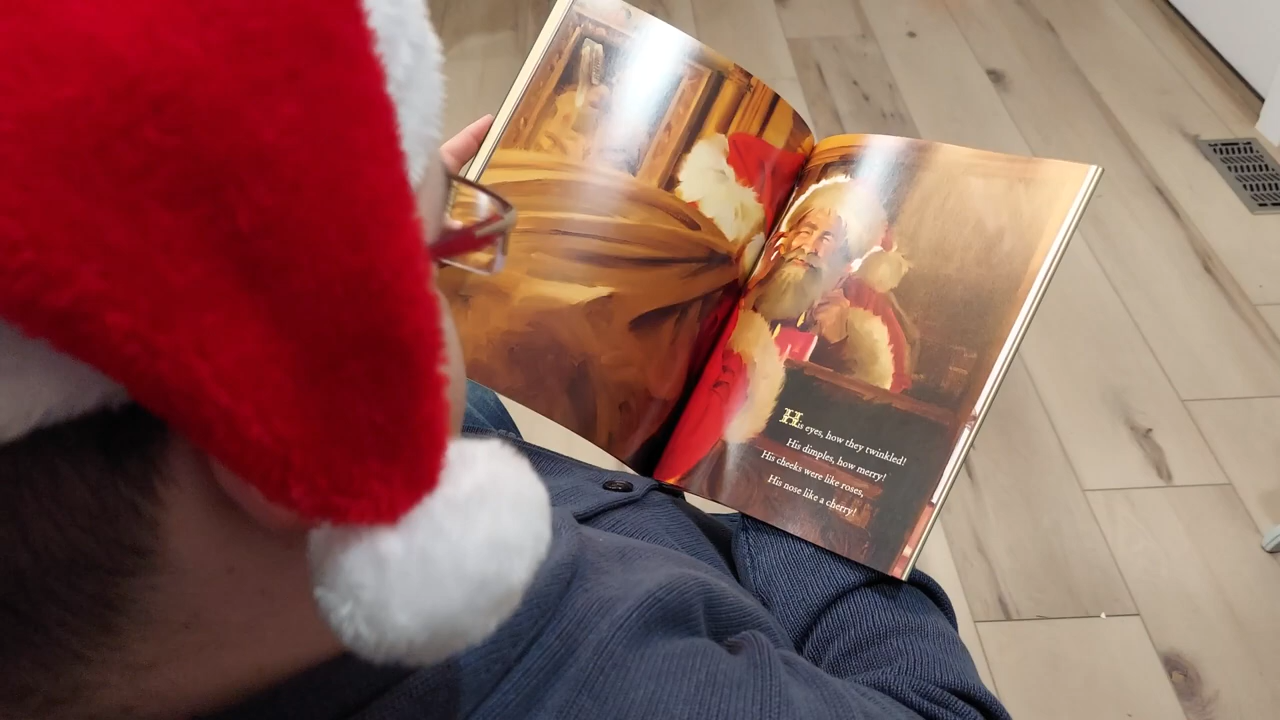 His eyes, how they twinkled!
His dimples, how merry!
His cheeks were like roses,
His nose like a cherry!